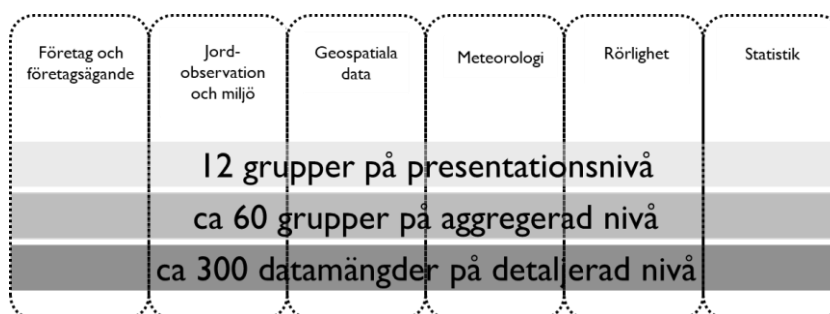 Företag och
företagsägande
Jord-
observation
och miljö
Geospatiala
data
Meteorologi
Rörlighet
Statistik
12 grupper på presentationsnivå
ca 60 grupper på aggregerad nivå
ca 300 datamängder på detaljerad nivå